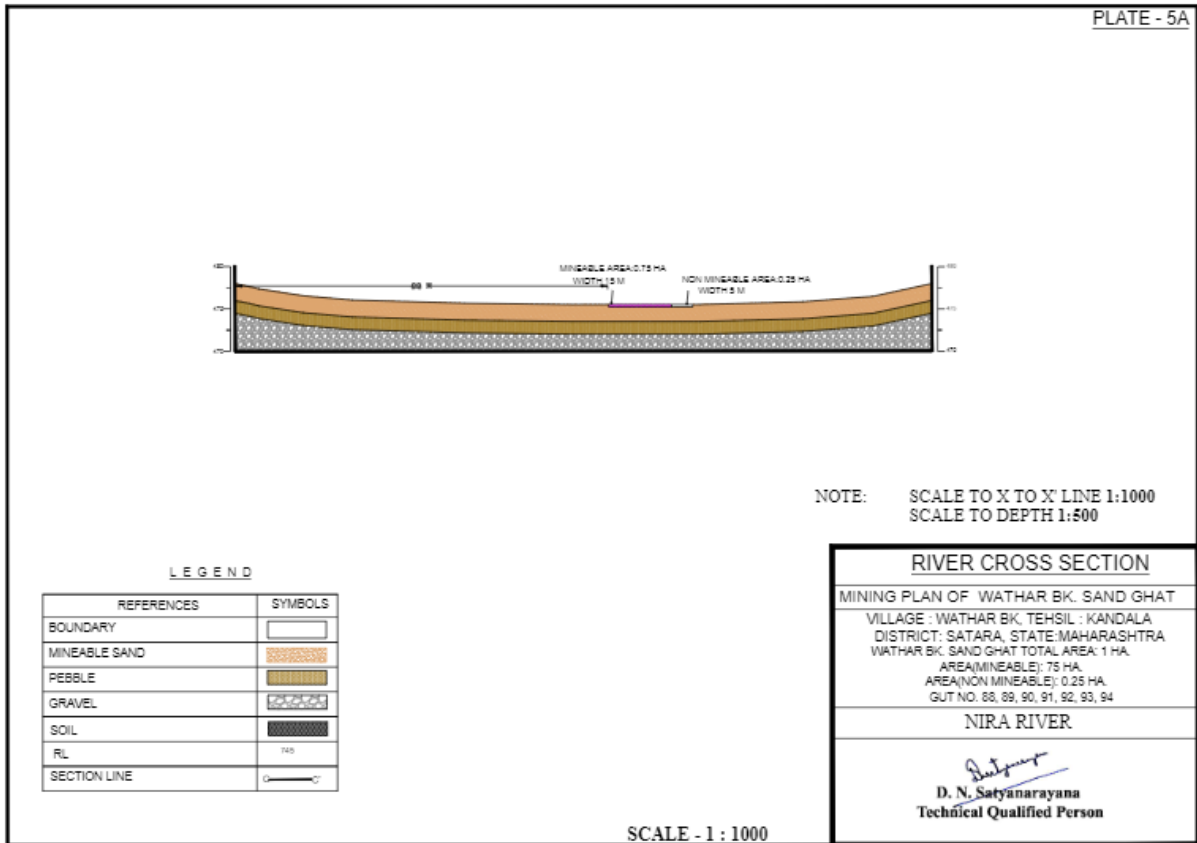 PLATE - 5A
MINEABLE AREA:0.75 HA
WIDTH 15 M
NON MINEABLE AREA:0.25 HA
WIDTH 5 M
NOTE: SCALE TO X TO X' LINE 1:1000
SCALE TO DEPTH 1:500
LEGEND
REFERENCES SYMBOLS
BOUNDARY
MINEABLE SAND
PEBBLE
GRAVEL
SOIL
RL
SECTION LINE
RIVER CROSS SECTION
MINING PLAN OF WATHAR BK. SAND GHAT
VILLAGE : WATHAR BK, TEHSIL : KANDALA
DISTRICT: SATARA, STATE:MAHARASHTRA
WATHAR BK. SAND GHAT TOTAL AREA: 1 HA.
AREA(MINEABLE): 75 HA.
AREA(NON MINEABLE): 0.25 HA.
GUT NO. 88, 89, 90, 91, 92, 93, 94
NIRA RIVER
D. N. Satyanarayana
Technical Qualified Person
SCALE - 1 : 1000